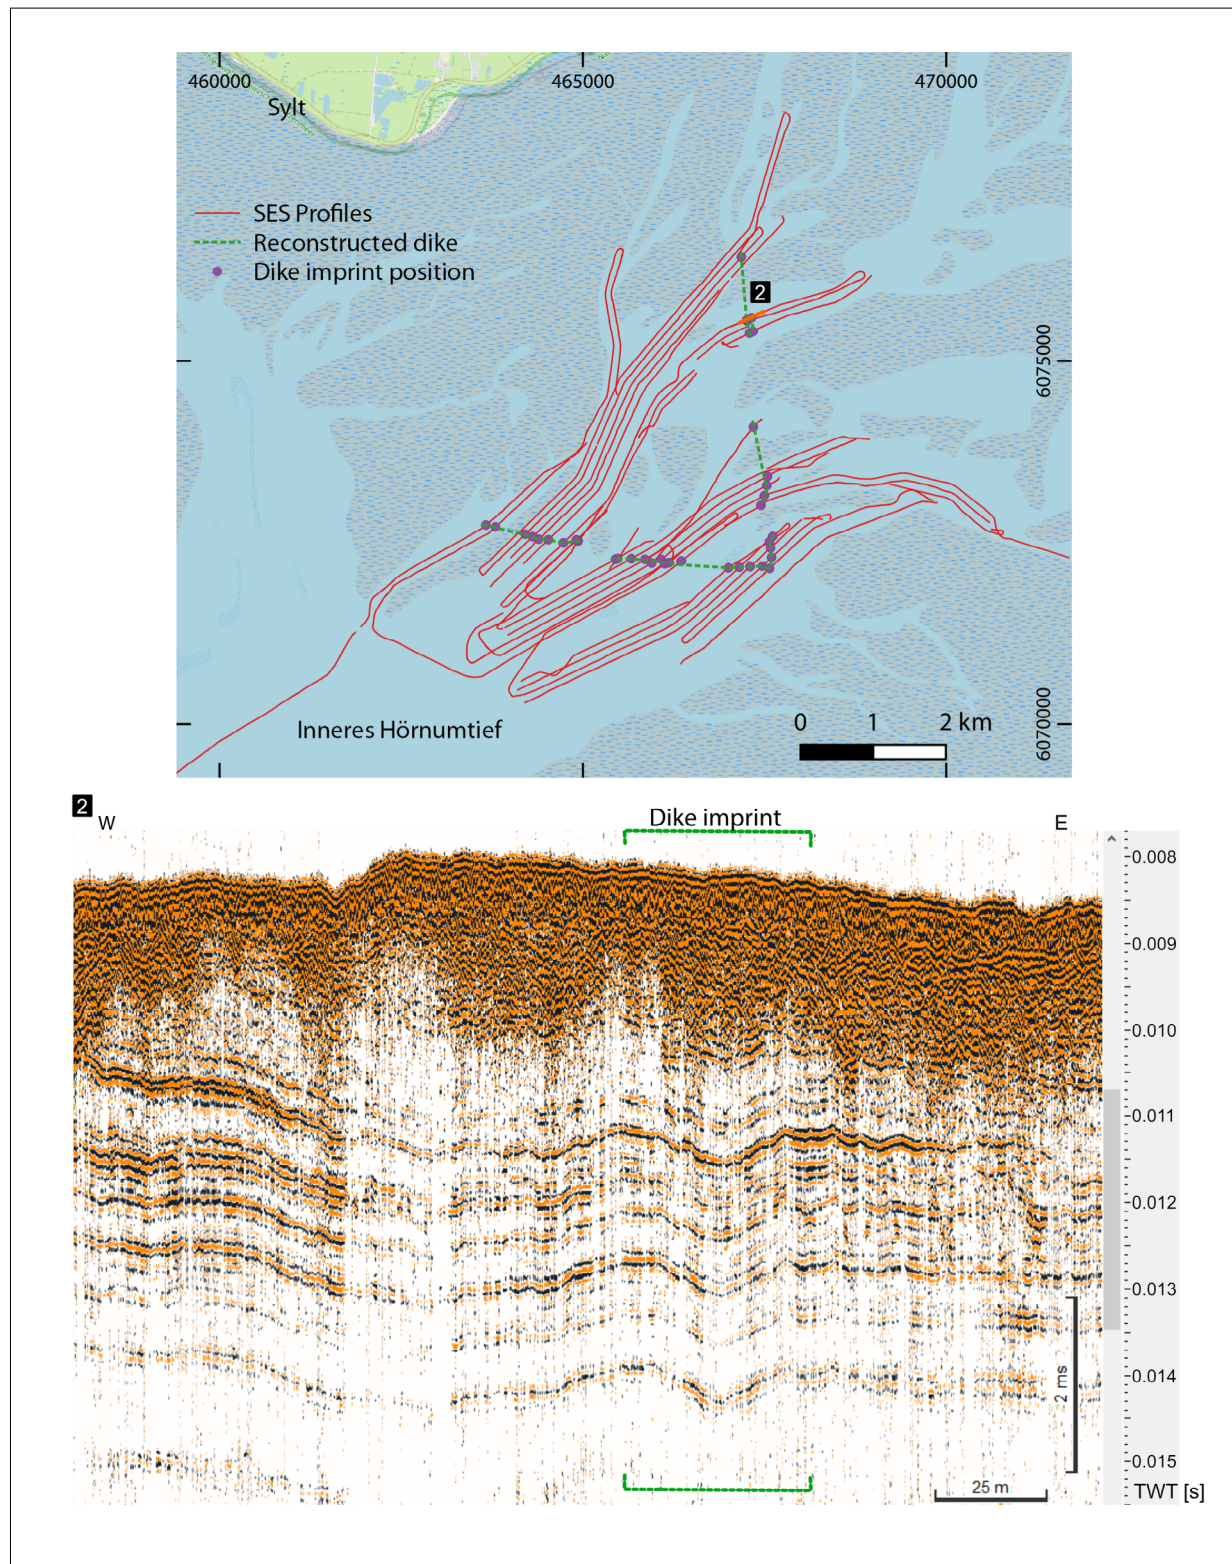 460000
465000
470000
Sylt
SES Profiles
Reconstructed dike
Dike imprint position
2
6075000
6070000
0 1 2 km
Inneres Hörnumtief
2
W
Dike imprint
E
0.008
0.009
0.010
0.011
0.012
0.013
0.014
2 ms
0.015
25 m
TWT [s]